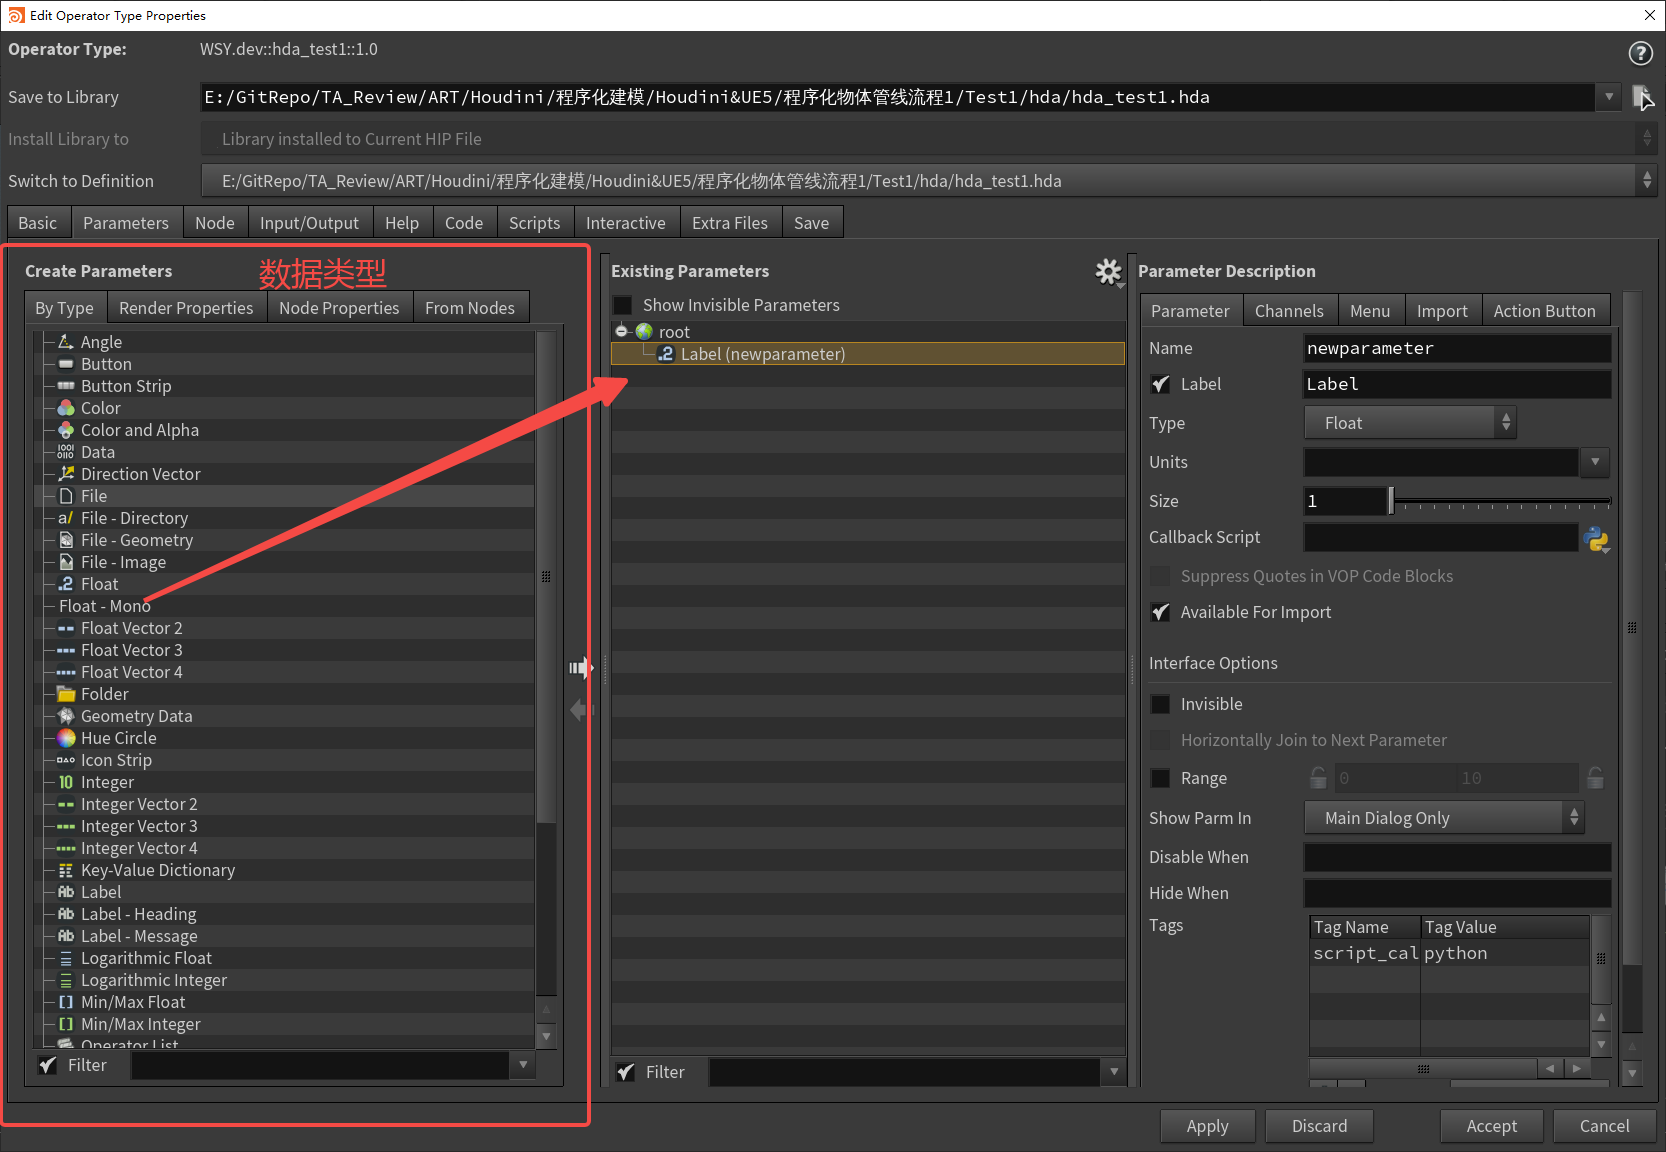 Edit Operator Type Properties
Operator Type: WSY.dev::hda_test1::1.0
Save to Library E:/GitRepo/TA_Review/ART/Houdini/程序化建模/Houdini&UE5/程序化物体管线流程1/Test1/hda/hda_test1.hda
Install Library to Library installed to Current HIP File
Switch to Definition E:/GitRepo/TA_Review/ART/Houdini/程序化建模/Houdini&UE5/程序化物体管线流程1/Test1/hda/hda_test1.hda
Basic Parameters Node Input/Output Help Code Scripts Interactive Extra Files Save
Create Parameters 数据类型
By Type Render Properties Node Properties From Nodes
Angle
Button
Button Strip
Color
Color and Alpha
Data
Direction Vector
File
File - Directory
File - Geometry
File - Image
Float
Float - Mono
Float Vector 2
Float Vector 3
Float Vector 4
Folder
Geometry Data
Hue Circle
Icon Strip
Integer
Integer Vector 2
Integer Vector 3
Integer Vector 4
Key-Value Dictionary
Label
Label - Heading
Label - Message
Logarithmic Float
Logarithmic Integer
Min/Max Float
Min/Max Integer
Operator List
Filter
Existing Parameters
Show Invisible Parameters
root
Label (newparameter)
Filter
Parameter Description
Parameter Channels Menu Import Action Button
Name newparameter
Label Label
Type Float
Units
Size 1
Callback Script
Suppress Quotes in VOP Code Blocks
Available For Import
Interface Options
Invisible
Horizontally Join to Next Parameter
Range 0 10
Show Parm In Main Dialog Only
Disable When
Hide When
Tags
Tag Name Tag Value
script_cal python
Apply Discard Accept Cancel